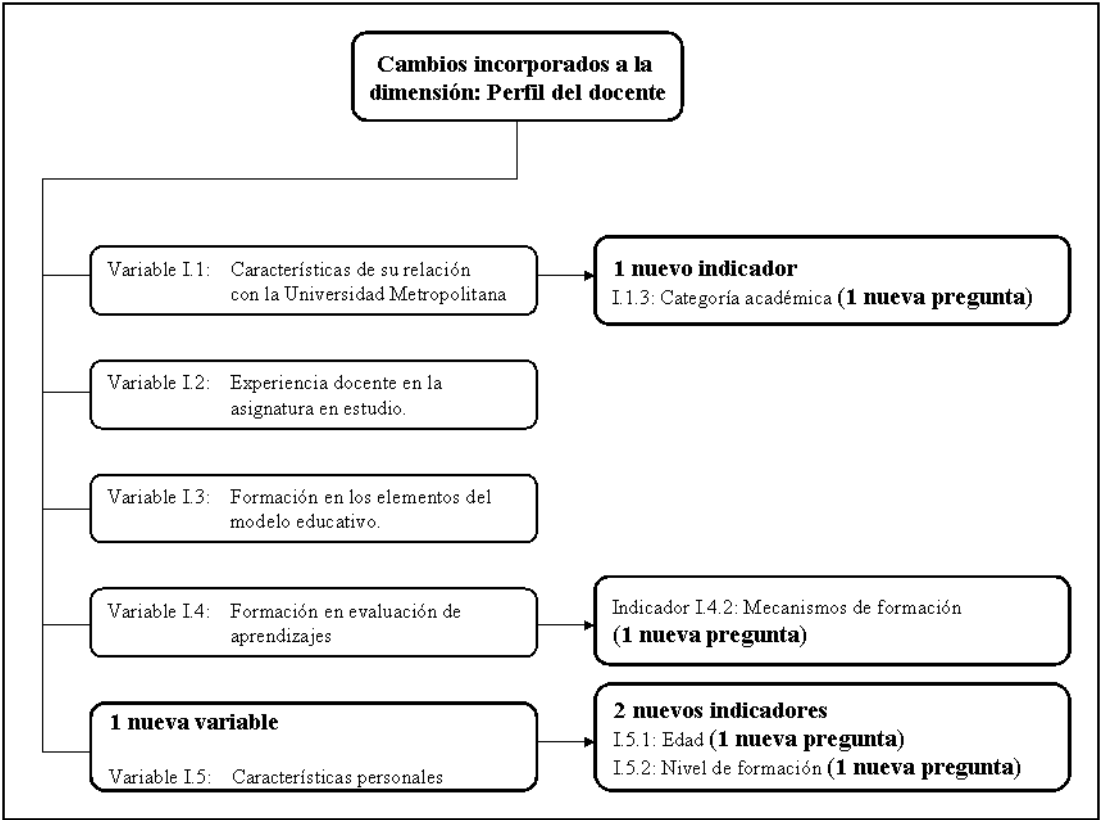 Cambios incorporados a la
dimensión: Perfil del docente
Variable I.1: Características de su relación
con la Universidad Metropolitana
1 nuevo indicador
I.1.3: Categoría académica (1 nueva pregunta)
Variable I.2: Experiencia docente en la
asignatura en estudio.
Variable I.3: Formación en los elementos del
modelo educativo.
Variable I.4: Formación en evaluación de
aprendizajes
Indicador I.4.2: Mecanismos de formación
(1 nueva pregunta)
1 nueva variable
Variable I.5: Características personales
2 nuevos indicadores
I.5.1: Edad (1 nueva pregunta)
I.5.2: Nivel de formación (1 nueva pregunta)